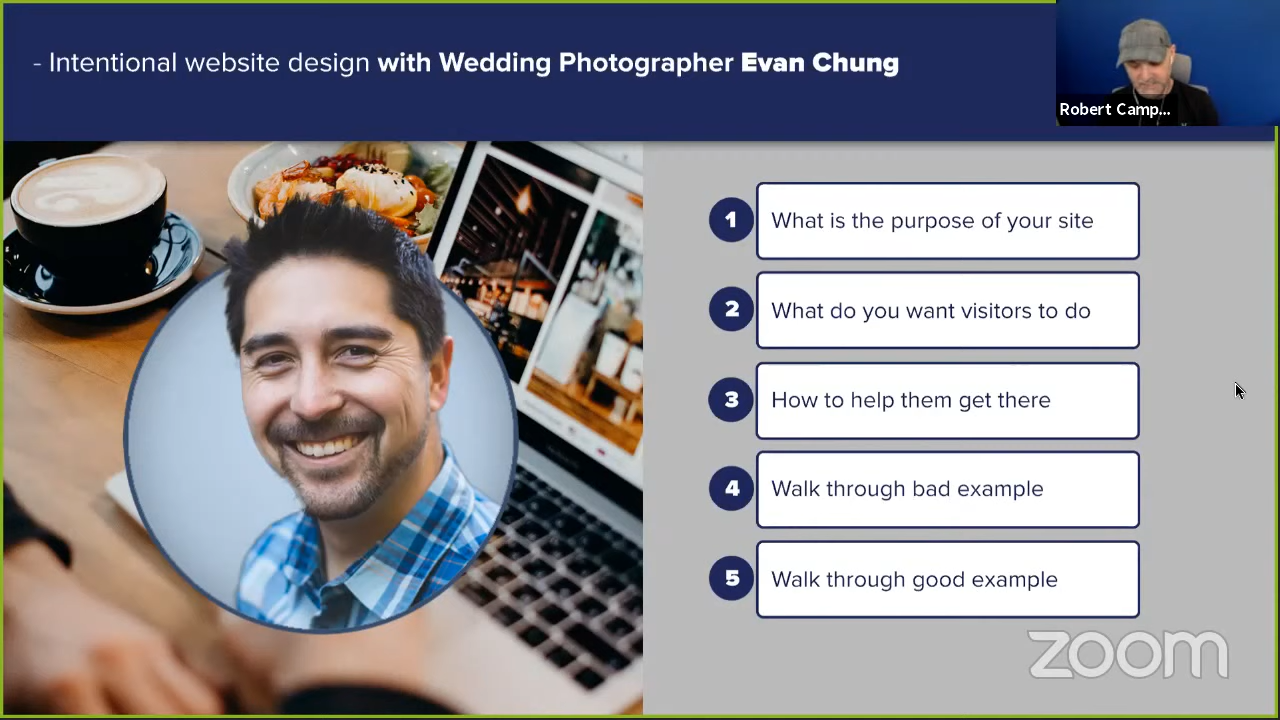 - Intentional website design with Wedding Photographer Evan Chung
Robert Camp...
1 What is the purpose of your site
2 What do you want visitors to do
3 How to help them get there
4 Walk through bad example
5 Walk through good example
zoom